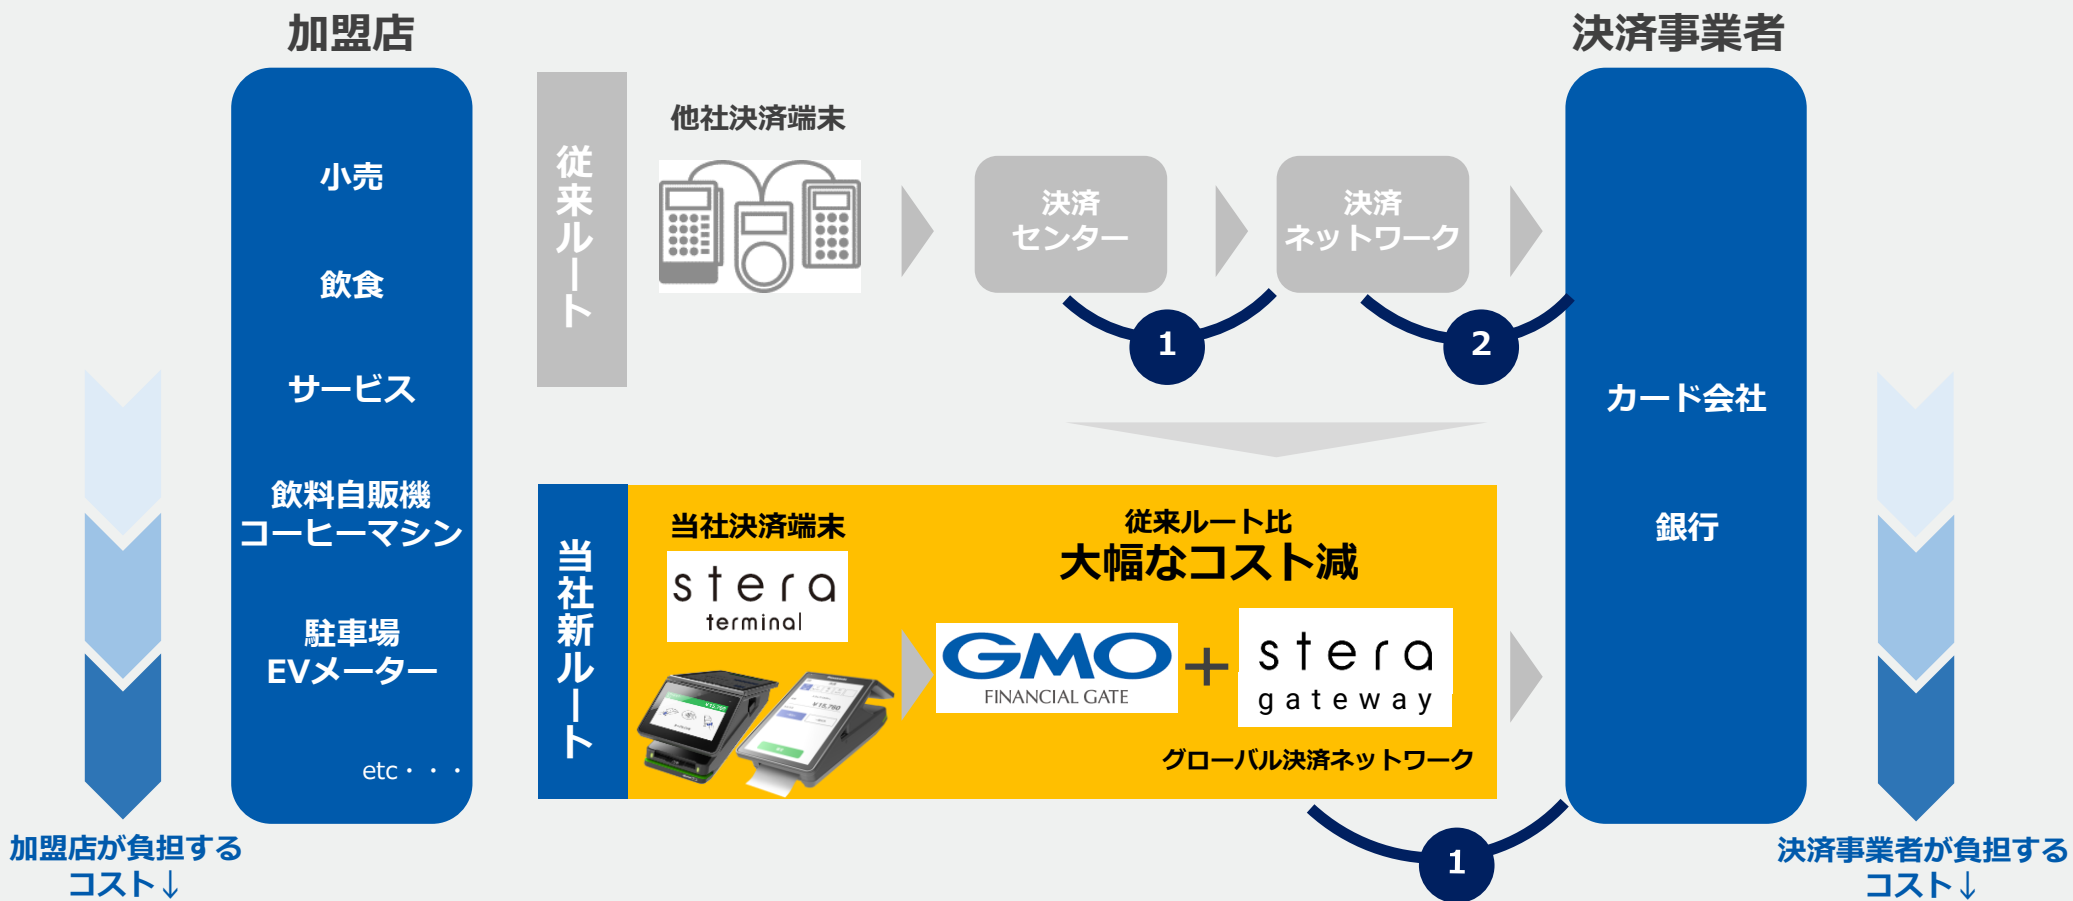 加盟店
小売
飲食
サービス
飲料自販機
コーヒーマシン
駐車場
EVメーター
etc・・・
加盟店が負担する
コスト↓
従来ルート
他社決済端末
決済
センター
決済
ネットワーク
1
2
当社新ルート
当社決済端末
stera
terminal
従来ルート比
大幅なコスト減
GMO
FINANCIAL GATE
+
stera
gateway
グローバル決済ネットワーク
1
決済事業者
カード会社
銀行
決済事業者が負担する
コスト↓